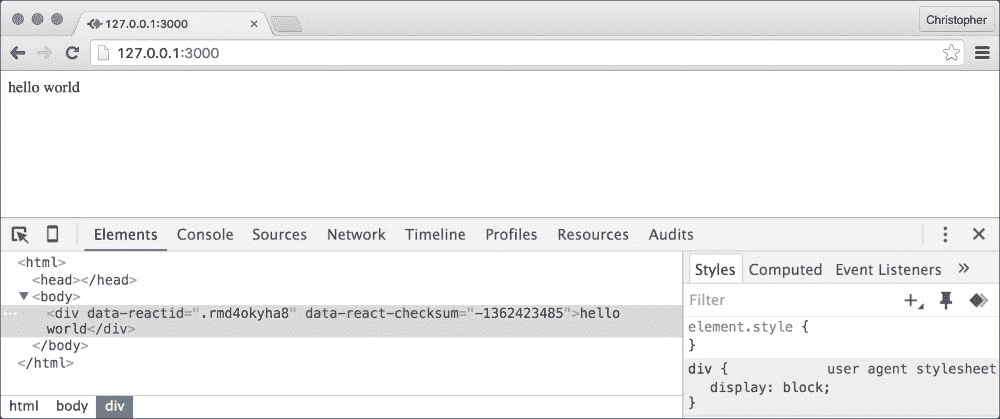 127.0.0.1:3000
Christopher
127.0.0.1:3000
hello world
Elements Console Sources Network Timeline Profiles Resources Audits
<html>
<head></head>
<body>
<div data-reactid=".rmd4okyha8" data-react-checksum="-1362423485">hello
world</div>
</body>
</html>
html body div
Styles Computed Event Listeners »
Filter
element.style {
}
div { user agent stylesheet
display: block;
}